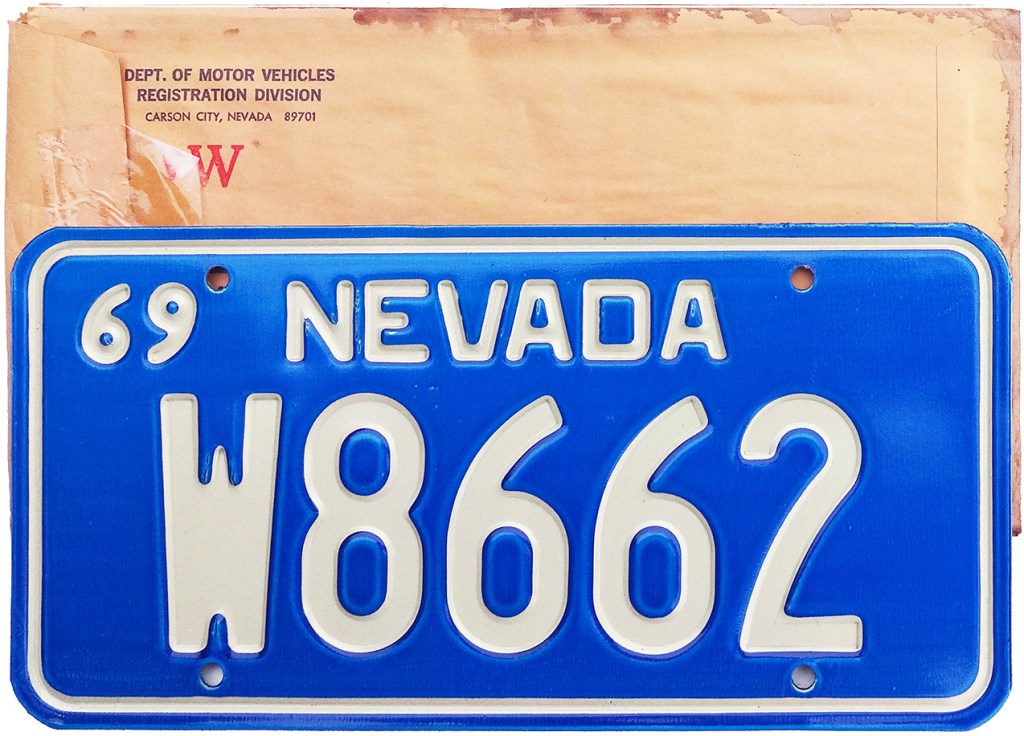 DEPT. OF MOTOR VEHICLES
REGISTRATION DIVISION
CARSON CITY, NEVADA 89701
W
69 NEVADA
W8662